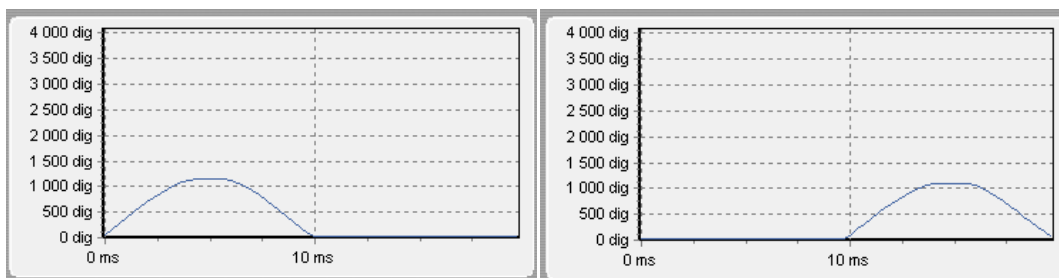 4 000 dig
3 500 dig
3 000 dig
2 500 dig
2 000 dig
1 500 dig
1 000 dig
500 dig
0 dig
0 ms
10 ms
4 000 dig
3 500 dig
3 000 dig
2 500 dig
2 000 dig
1 500 dig
1 000 dig
500 dig
0 dig
0 ms
10 ms